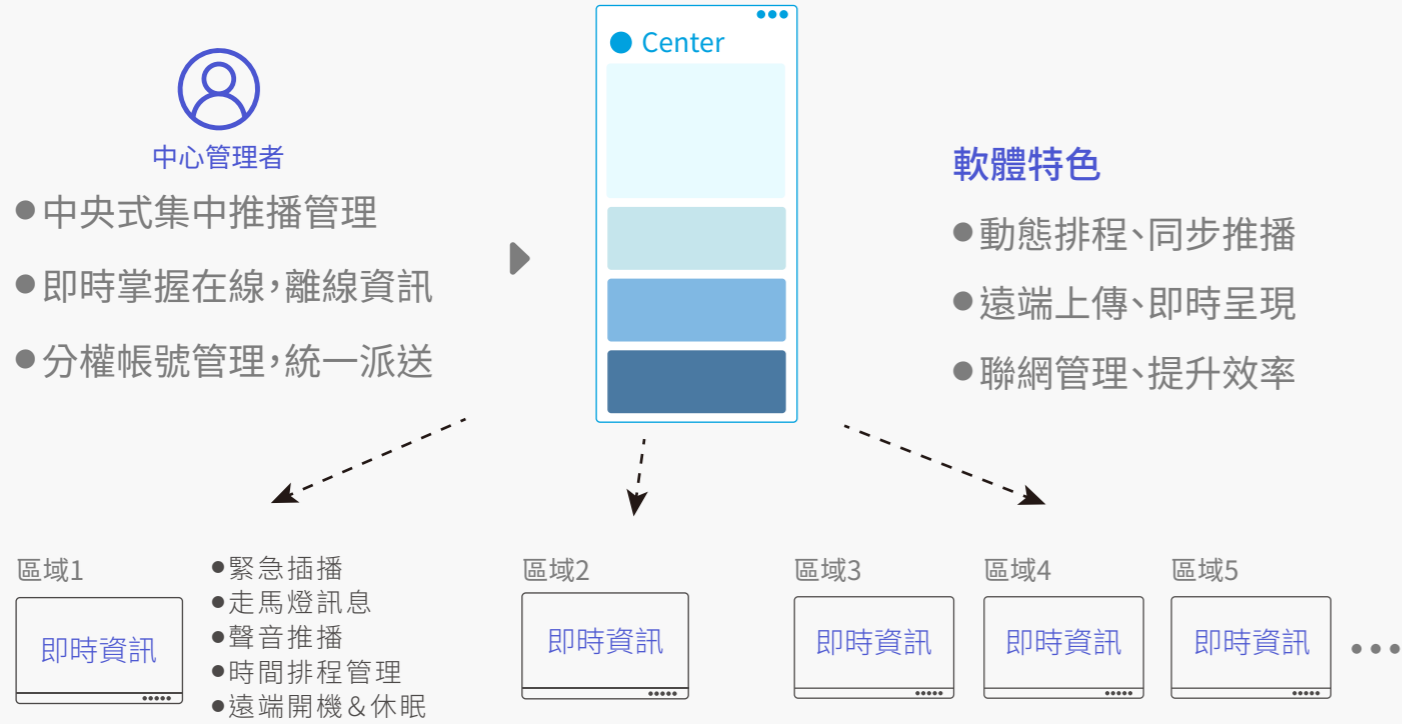 Center
中心管理者
●中央式集中推播管理
●即時掌握在線，離線資訊
●分權帳號管理，統一派送
軟體特色
●動態排程、同步推播
●遠端上傳、即時呈現
●聯網管理、提升效率
區域1
即時資訊
●緊急插播
●走馬燈訊息
●聲音推播
●時間排程管理
●遠端開機&休眠
區域2
即時資訊
區域3
即時資訊
區域4
即時資訊
區域5
即時資訊